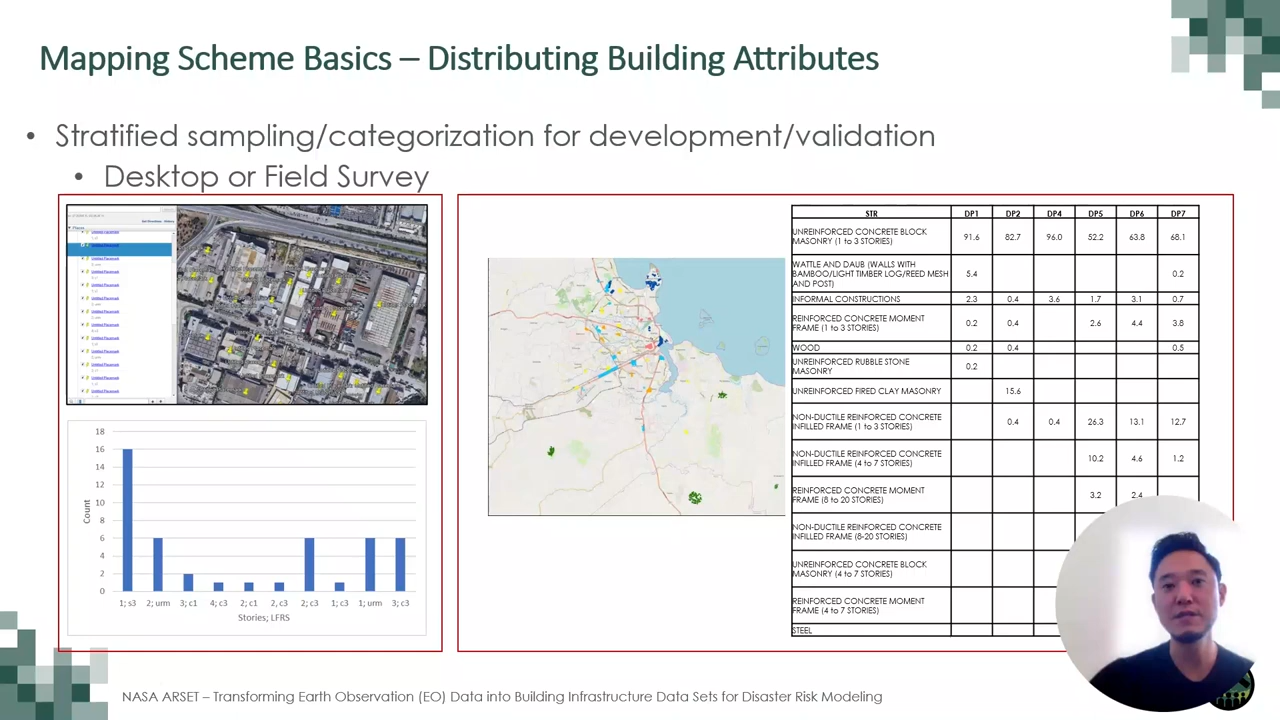 Mapping Scheme Basics – Distributing Building Attributes
• Stratified sampling/categorization for development/validation
• Desktop or Field Survey
18
16
14
12
10
8
6
4
2
0
Count
1; s3 2; urm 3; c1 4; c3 2; c1 2, c3 2; c3 1; c3 1; urm 3; c3
Stories; LFRS
STR DP1 DP2 DP4 DP5 DP6 DP7
UNREINFORCED CONCRETE BLOCK
MASONRY (1 to 3 STORIES) 91.6 82.7 96.0 52.2 63.8 68.1
WATTLE AND DAUB (WALLS WITH
BAMBOO/LIGHT TIMBER LOG/REED MESH
AND POST) 5.4 0.2
INFORMAL CONSTRUCTIONS 2.3 0.4 3.6 1.7 3.1 0.7
REINFORCED CONCRETE MOMENT
FRAME (1 to 3 STORIES) 0.2 0.4 2.6 4.4 3.8
WOOD 0.2 0.4 0.5
UNREINFORCED RUBBLE STONE
MASONRY 0.2
UNREINFORCED FIRED CLAY MASONRY 15.6
NON-DUCTILE REINFORCED CONCRETE
INFILLED FRAME (1 to 3 STORIES) 0.4 0.4 26.3 13.1 12.7
NON-DUCTILE REINFORCED CONCRETE
INFILLED FRAME (4 to 7 STORIES) 10.2 4.6 1.2
REINFORCED CONCRETE MOMENT
FRAME (8 to 20 STORIES) 3.2 2.4
NON-DUCTILE REINFORCED CONCRETE
INFILLED FRAME (8-20 STORIES)
UNREINFORCED CONCRETE BLOCK
MASONRY (4 to 7 STORIES)
REINFORCED CONCRETE MOMENT
FRAME (4 to 7 STORIES)
STEEL
NASA ARSET – Transforming Earth Observation (EO) Data into Building Infrastructure Data Sets for Disaster Risk Modeling